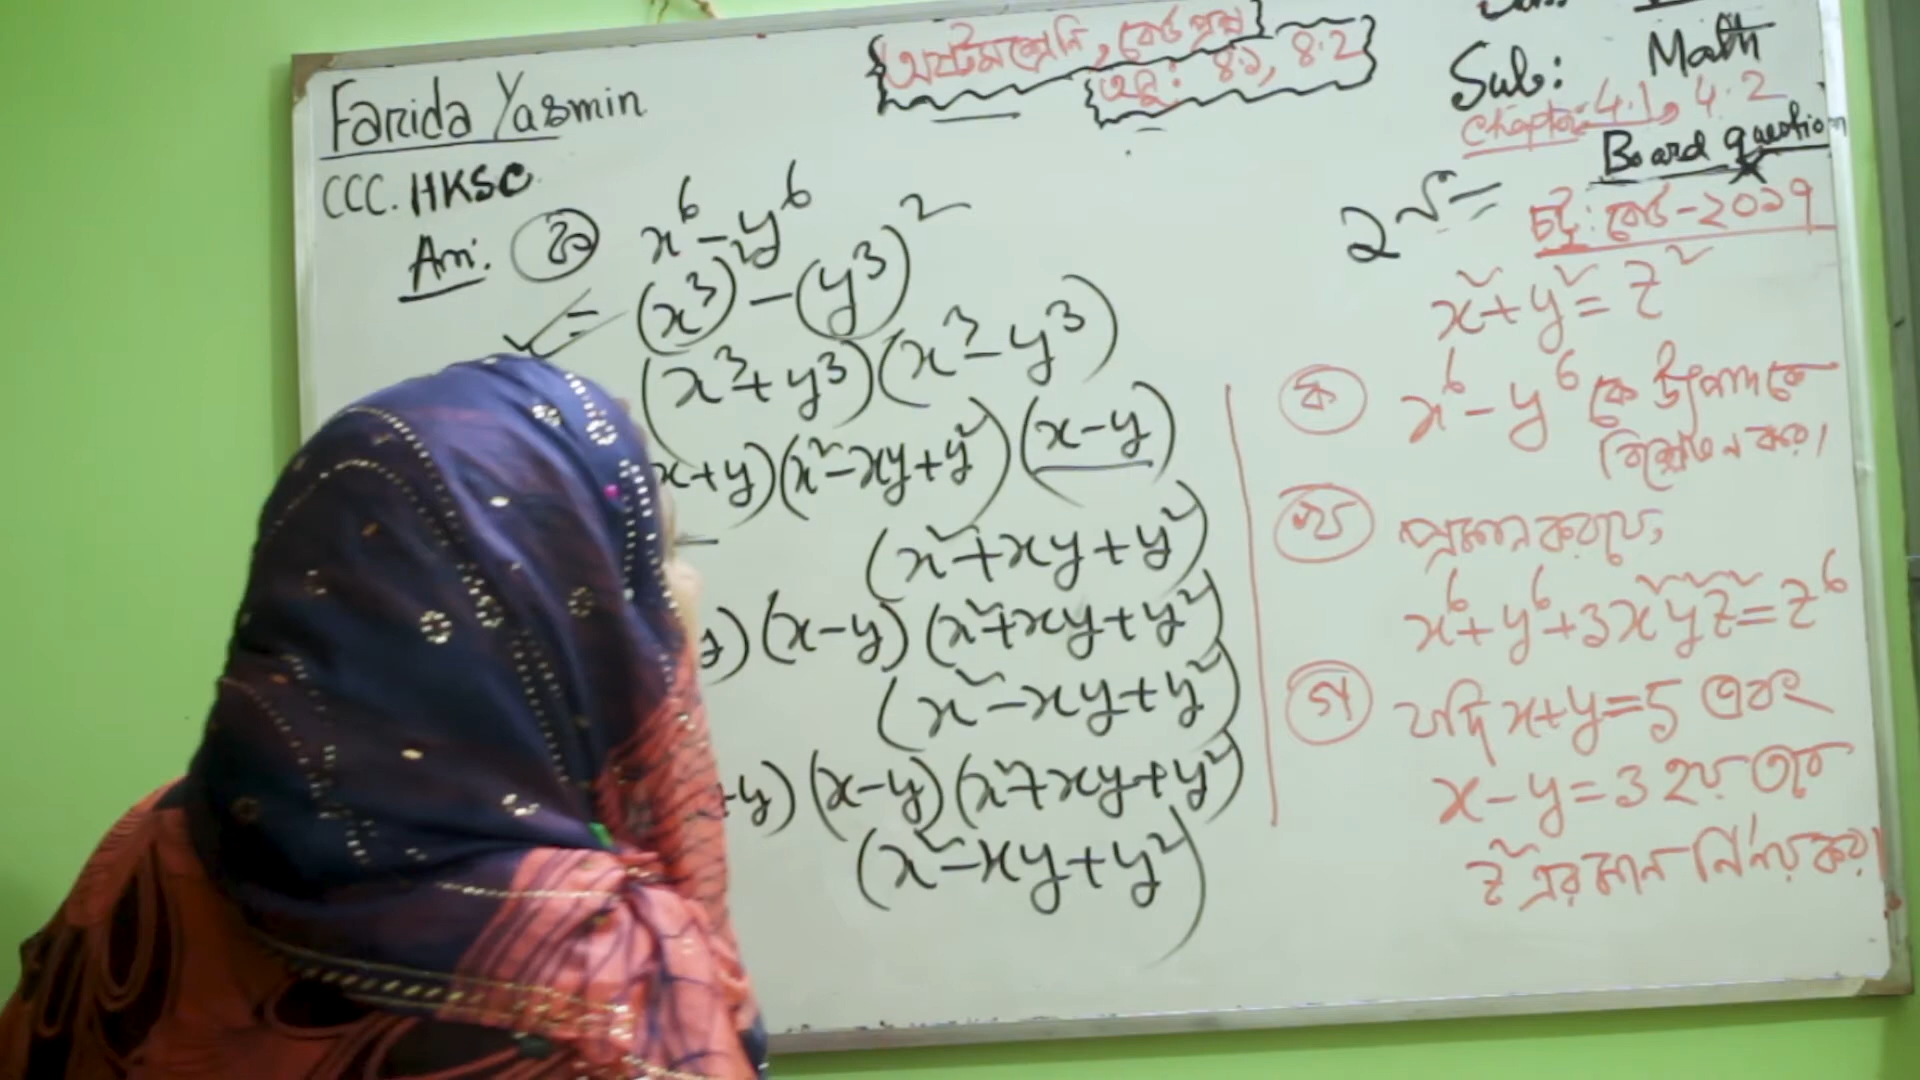 Farida Yasmin
CCC. HKSC
অষ্টম শ্রেনি, বোর্ড প্রশ্ন
অনু: ৪.১, ৪.২
Sub: Math
Chapter: 4.1, 4.2
Board question
Ans: ক x⁶-y⁶
= (x³)²-(y³)²
(x³+y³)(x³-y³)
x+y)(x²-xy+y²)(x-y)
(x²+xy+y²)
y)(x-y)(x²+xy+y²)
(x²-xy+y²)
+y)(x-y)(x²+xy+y²)
(x²-xy+y²)
চট্ট: বোর্ড-২০১৭
x²+y²=z²
ক x⁶-y⁶ কে উৎপাদকে
বিশ্লেষন কর।
খ প্রমান কর যে,
x⁶+y⁶+3x²y²z²=z⁶
গ যদি x+y=5 এবং
x-y=3 হয় তবে
z² এর মান নির্নয় কর।